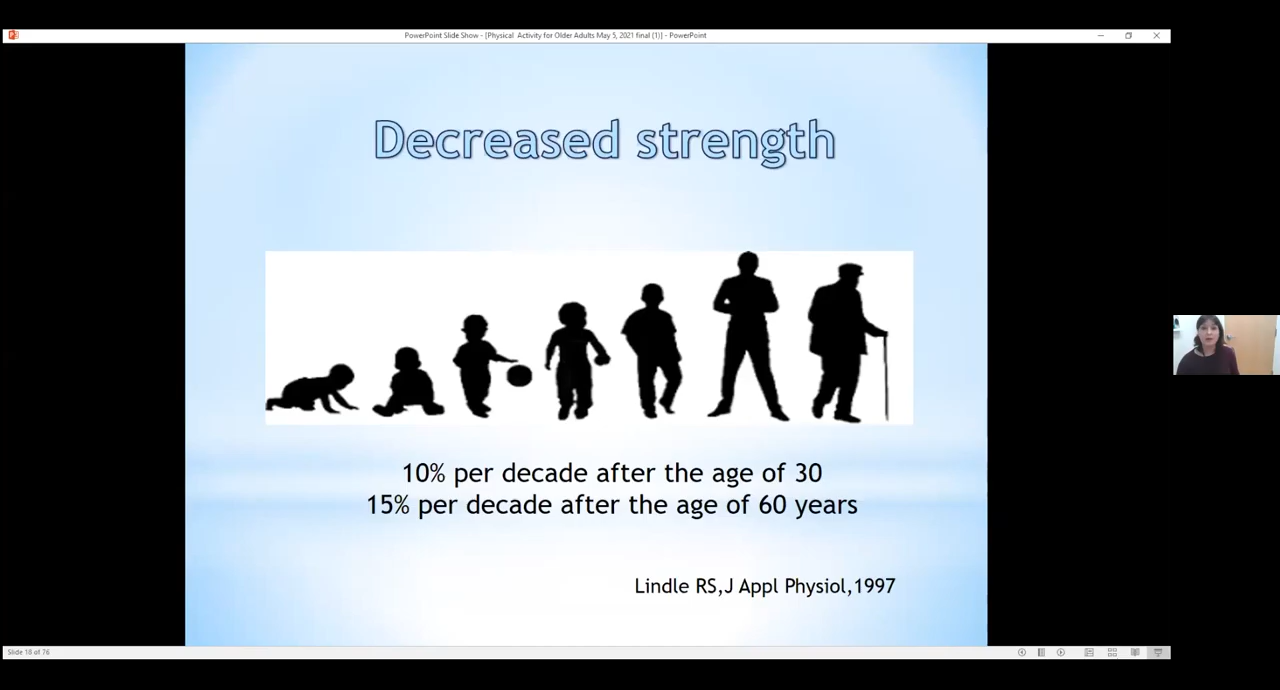 PowerPoint Slide Show - [Physical Activity for Older Adults May 5, 2021 final (1)] - PowerPoint
Decreased strength
10% per decade after the age of 30
15% per decade after the age of 60 years
Lindle RS,J Appl Physiol,1997
Slide 18 of 76